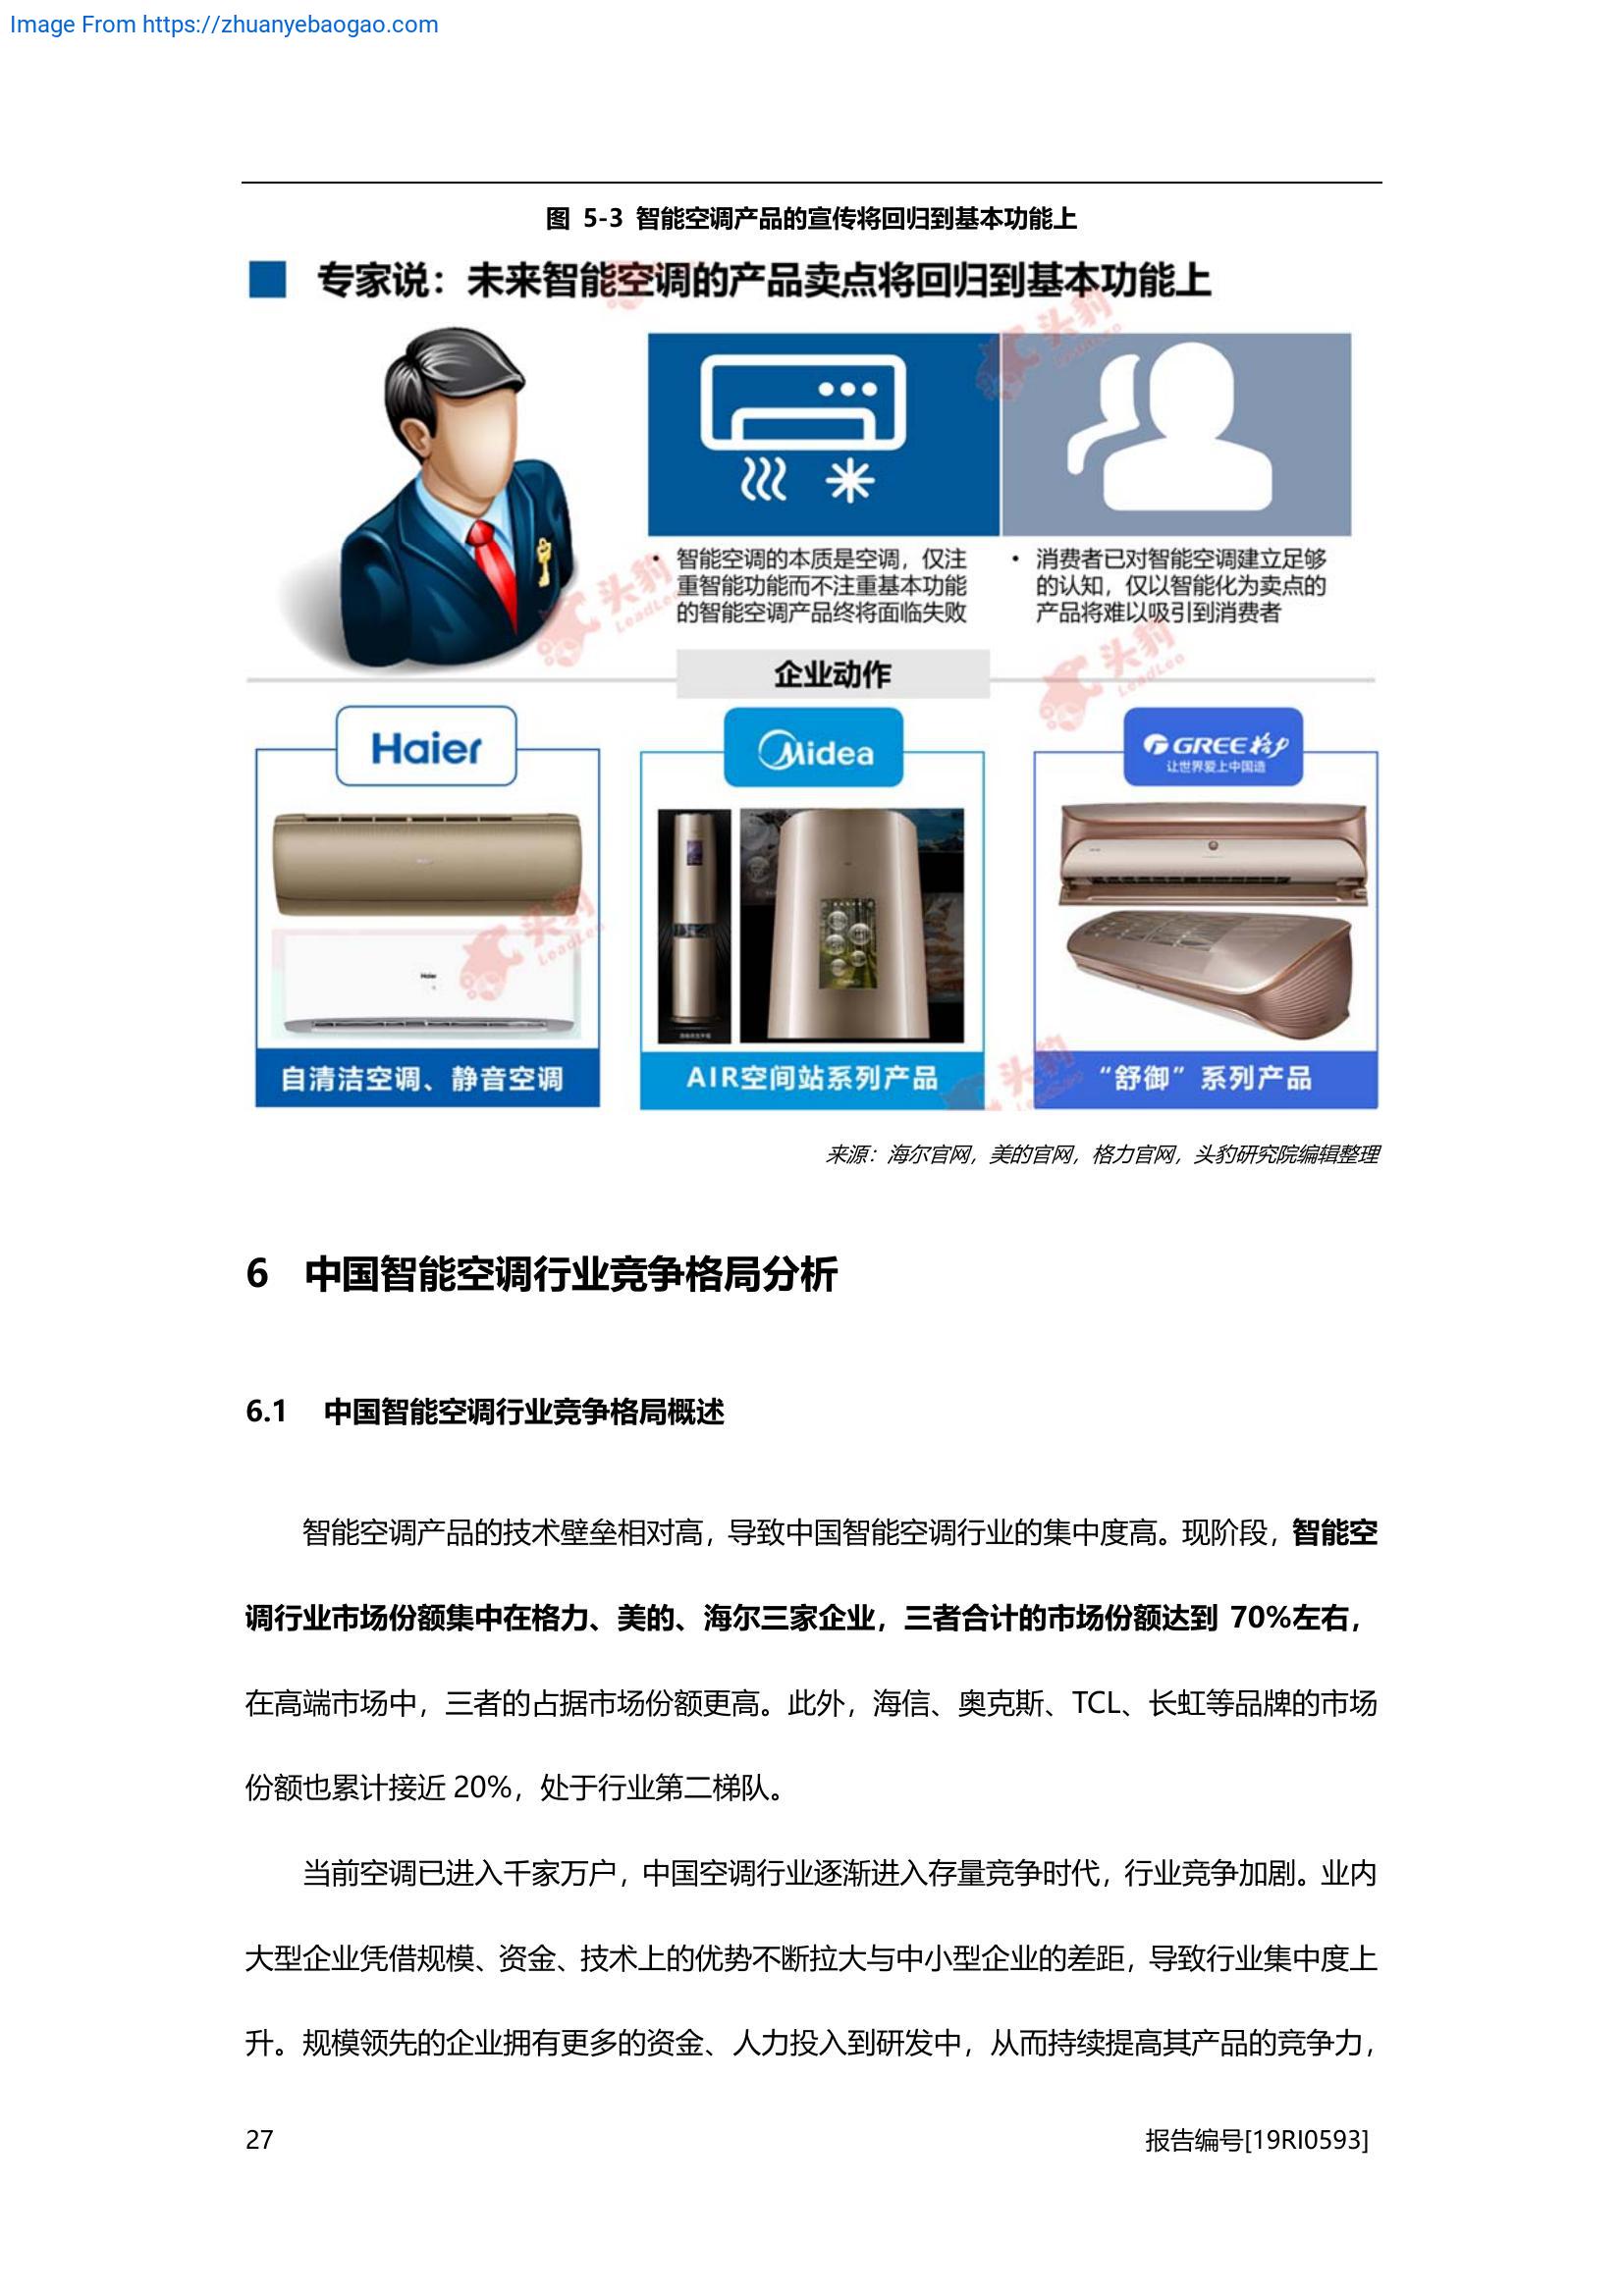 Image From https://zhuanyebaogao.com
图 5-3 智能空调产品的宣传将回归到基本功能上
专家说：未来智能空调的产品卖点将回归到基本功能上
• 智能空调的本质是空调，仅注
重智能功能而不注重基本功能
的智能空调产品终将面临失败
• 消费者已对智能空调建立足够
的认知，仅以智能化为卖点的
产品将难以吸引到消费者
企业动作
Haier
Haier
自清洁空调、静音空调
Midea
AIR空间站系列产品
GREE格力
让世界爱上中国造
“舒御”系列产品
头豹
LeadLeo
来源：海尔官网，美的官网，格力官网，头豹研究院编辑整理
6 中国智能空调行业竞争格局分析
6.1 中国智能空调行业竞争格局概述
智能空调产品的技术壁垒相对高，导致中国智能空调行业的集中度高。现阶段，智能空
调行业市场份额集中在格力、美的、海尔三家企业，三者合计的市场份额达到 70%左右，
在高端市场中，三者的占据市场份额更高。此外，海信、奥克斯、TCL、长虹等品牌的市场
份额也累计接近 20%，处于行业第二梯队。
当前空调已进入千家万户，中国空调行业逐渐进入存量竞争时代，行业竞争加剧。业内
大型企业凭借规模、资金、技术上的优势不断拉大与中小型企业的差距，导致行业集中度上
升。规模领先的企业拥有更多的资金、人力投入到研发中，从而持续提高其产品的竞争力，
27
报告编号[19RI0593]